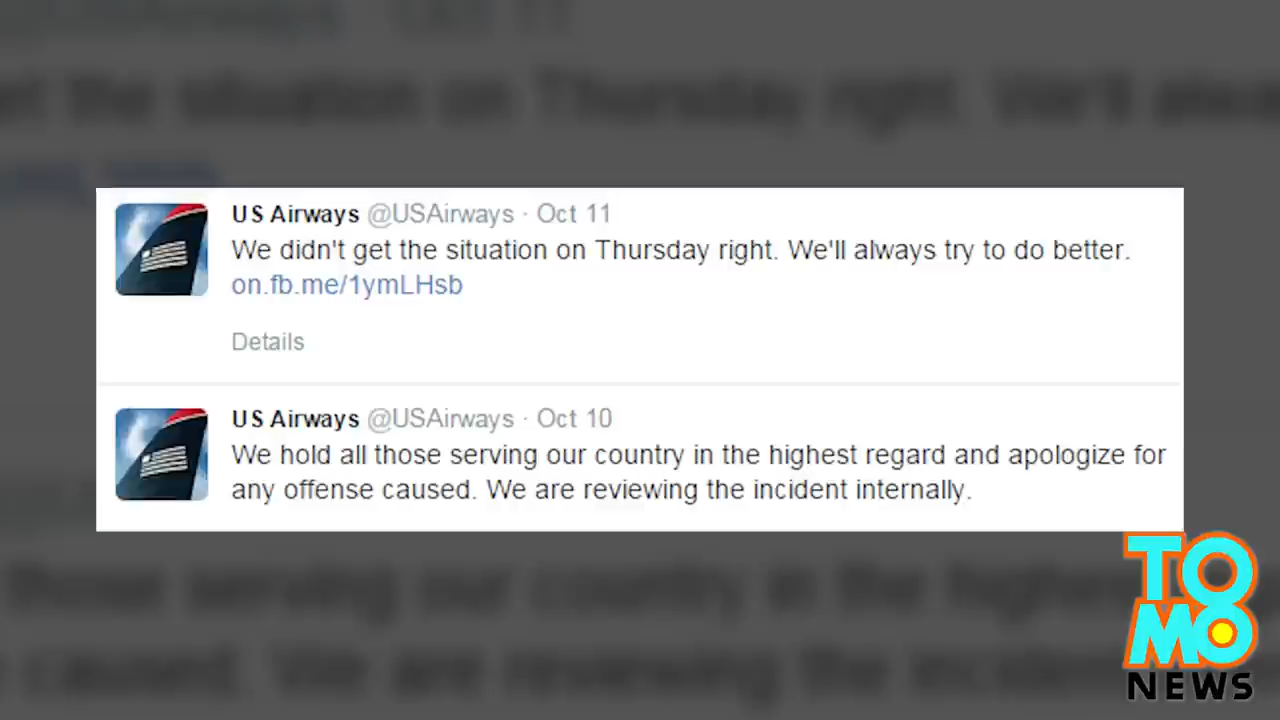 US Airways @USAirways · Oct 11
We didn't get the situation on Thursday right. We'll always try to do better.
on.fb.me/1ymLHsb
Details
US Airways @USAirways · Oct 10
We hold all those serving our country in the highest regard and apologize for
any offense caused. We are reviewing the incident internally.
TO
MO
NEWS